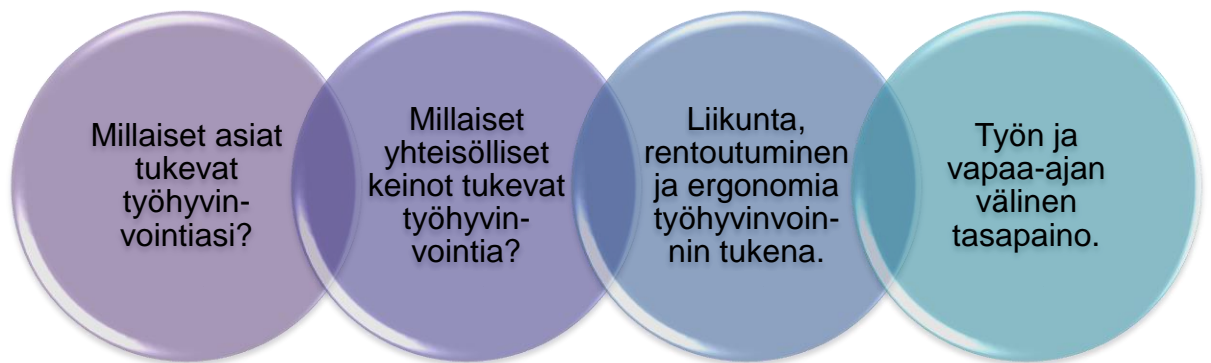 Millaiset asiat
tukevat
työhyvin-
vointiasi?
Millaiset
yhteisölliset
keinot tukevat
työhyvin-
vointia?
Liikunta,
rentoutuminen
ja ergonomia
työhyvinvoin-
nin tukena.
Työn ja
vapaa-ajan
välinen
tasapaino.